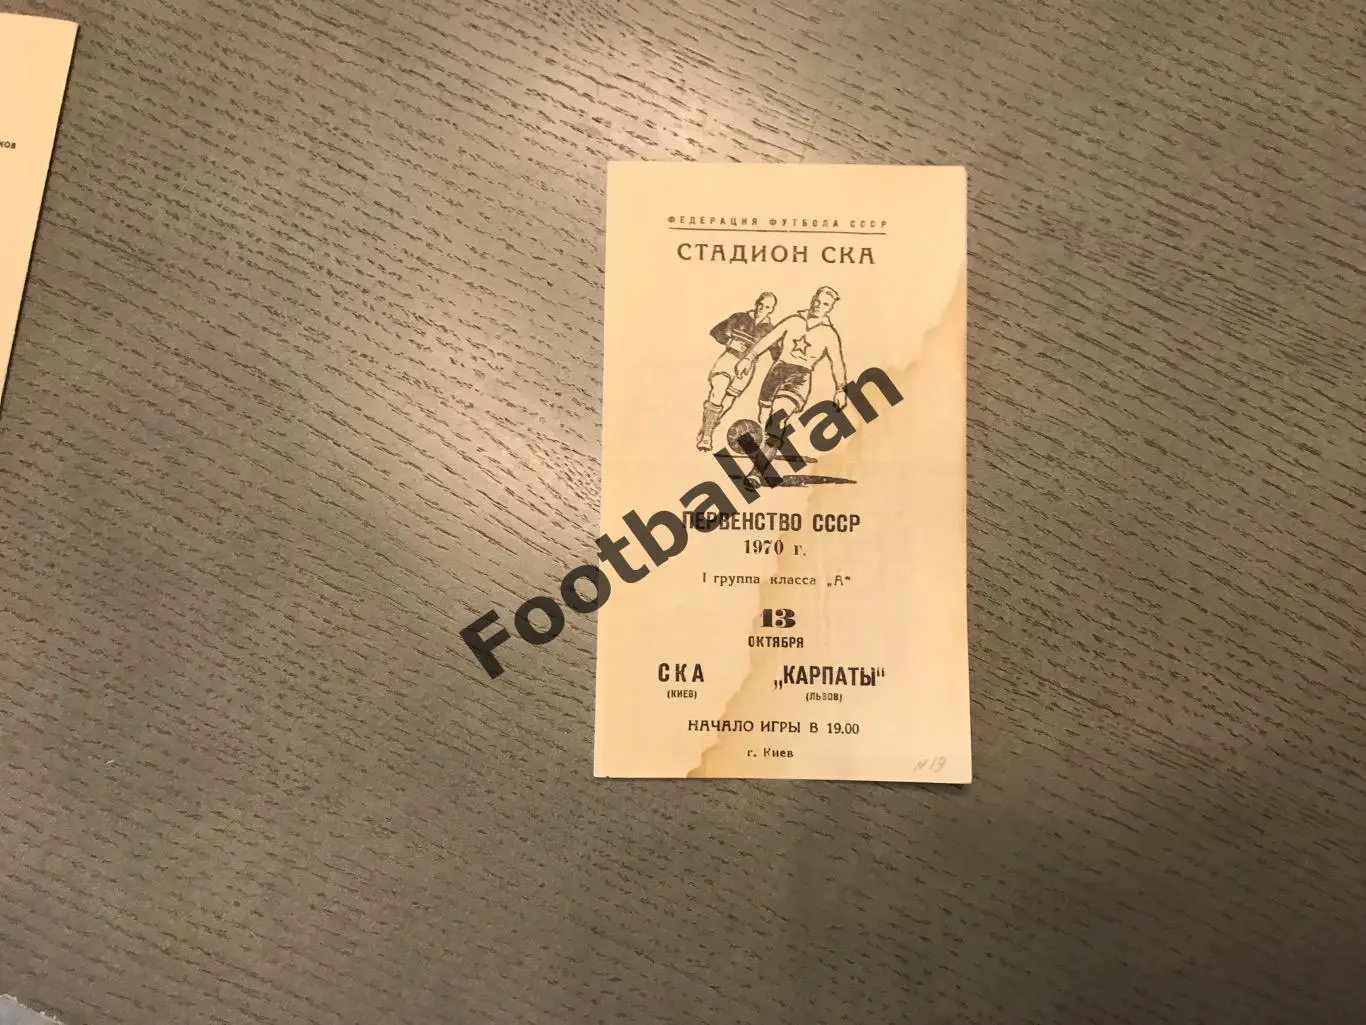 ФЕДЕРАЦИЯ ФУТБОЛА СССР
СТАДИОН СКА
Footballfan
ПЕРВЕНСТВО СССР
1970 г.
I группа класса „А“
13
ОКТЯБРЯ
СКА „КАРПАТЫ“
(КИЕВ) (ЛЬВОВ)
НАЧАЛО ИГРЫ В 19.00
г. Киев
N 19